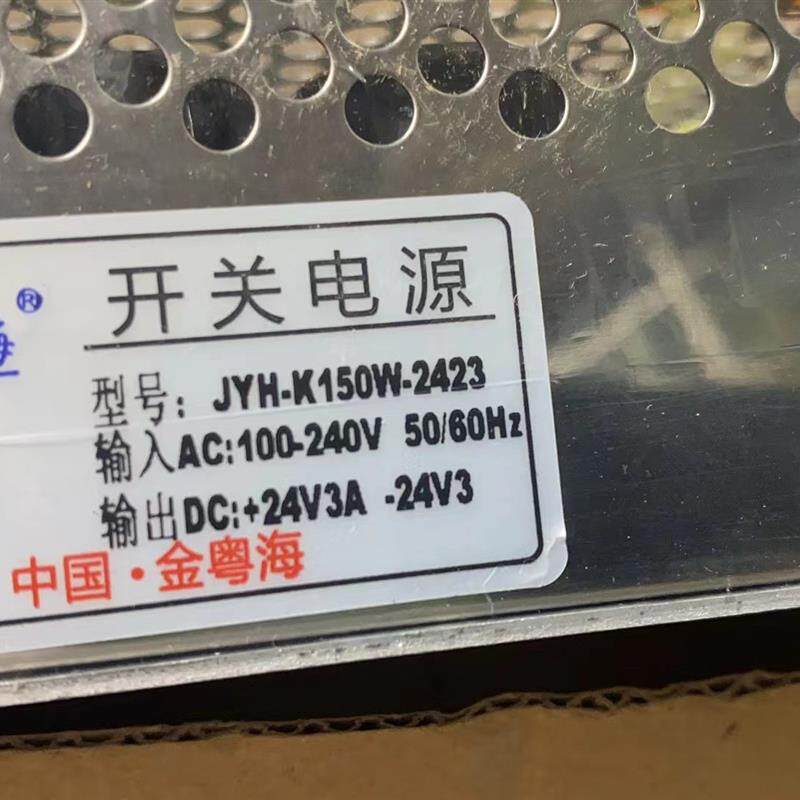 海®
开关电源
型号: JYH-K150W-2423
输入AC:100-240V 50/60Hz
输出DC:+24V3A -24V3
中国·金粤海